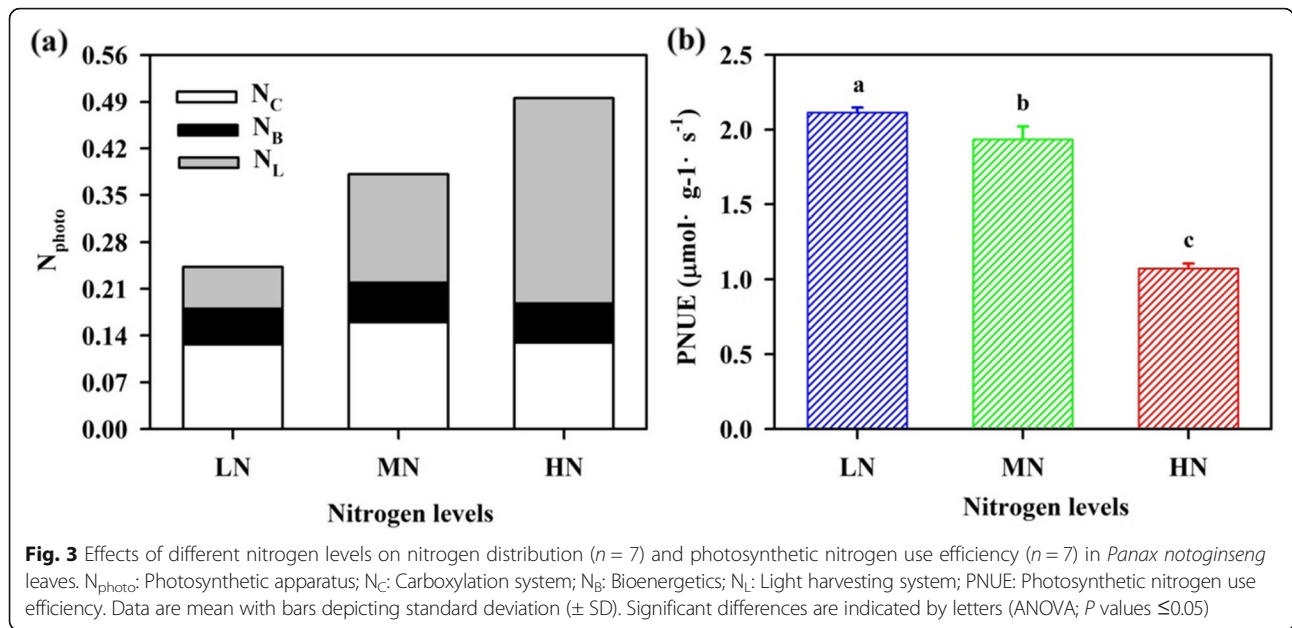 (a)
0.56
0.49
0.42
0.35
0.28
0.21
0.14
0.07
0.00
N_photo
N_C
N_B
N_L
LN MN HN
Nitrogen levels
(b)
2.5
2.0
1.5
1.0
0.5
0.0
PNUE (μmol· g-1· s⁻¹)
a
b
c
LN MN HN
Nitrogen levels
Fig. 3 Effects of different nitrogen levels on nitrogen distribution (n = 7) and photosynthetic nitrogen use efficiency (n = 7) in Panax notoginseng
leaves. N_photo: Photosynthetic apparatus; N_C: Carboxylation system; N_B: Bioenergetics; N_L: Light harvesting system; PNUE: Photosynthetic nitrogen use
efficiency. Data are mean with bars depicting standard deviation (± SD). Significant differences are indicated by letters (ANOVA; P values ≤0.05)